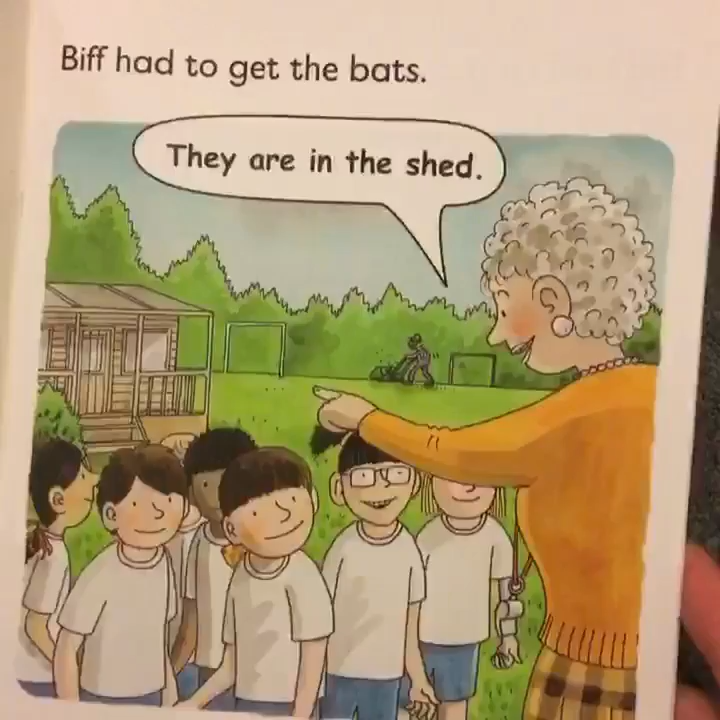 Biff had to get the bats.
They are in the shed.